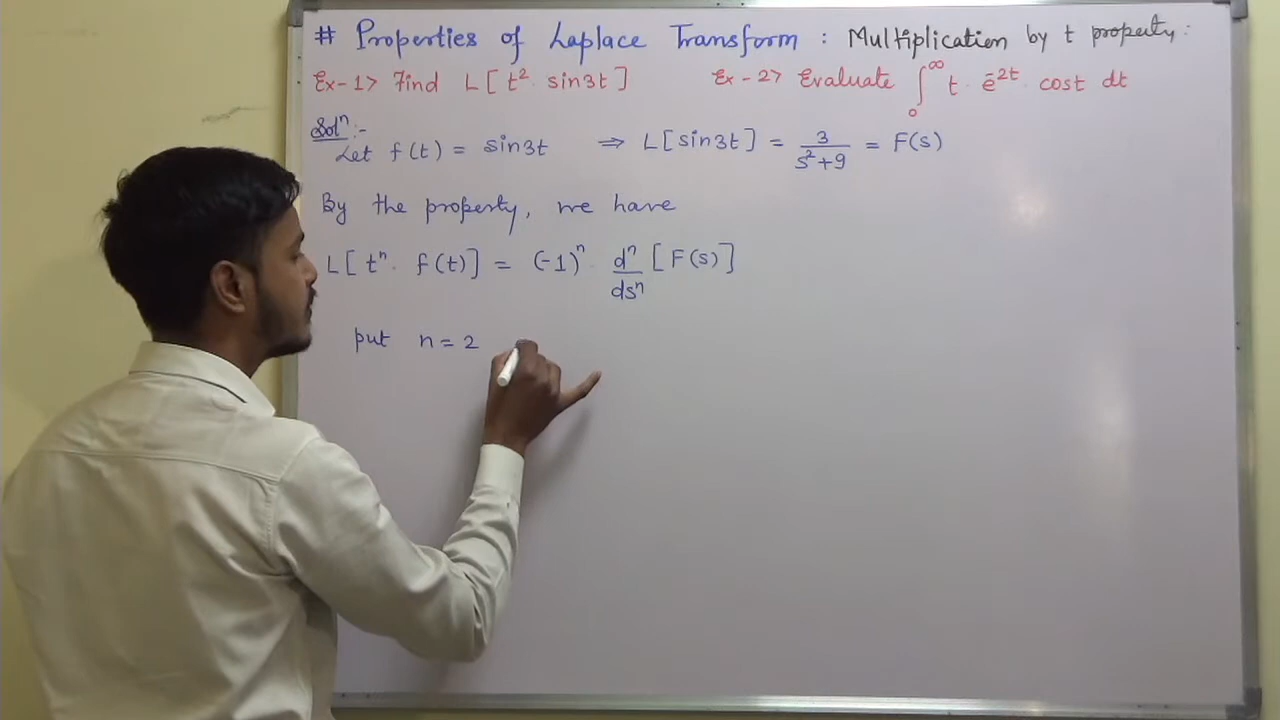 # Properties of Laplace Transform : Multiplication by t property :
Ex-1> Find L[t². sin3t] Ex-2> Evaluate ∫₀^∞ t. e^-2t. cost dt
Solⁿ:-
Let f(t) = sin3t ⇒ L[sin3t] = 3/(s²+9) = F(s)
By the property, we have
L[tⁿ. f(t)] = (-1)ⁿ. dⁿ/dsⁿ [F(s)]
put n = 2